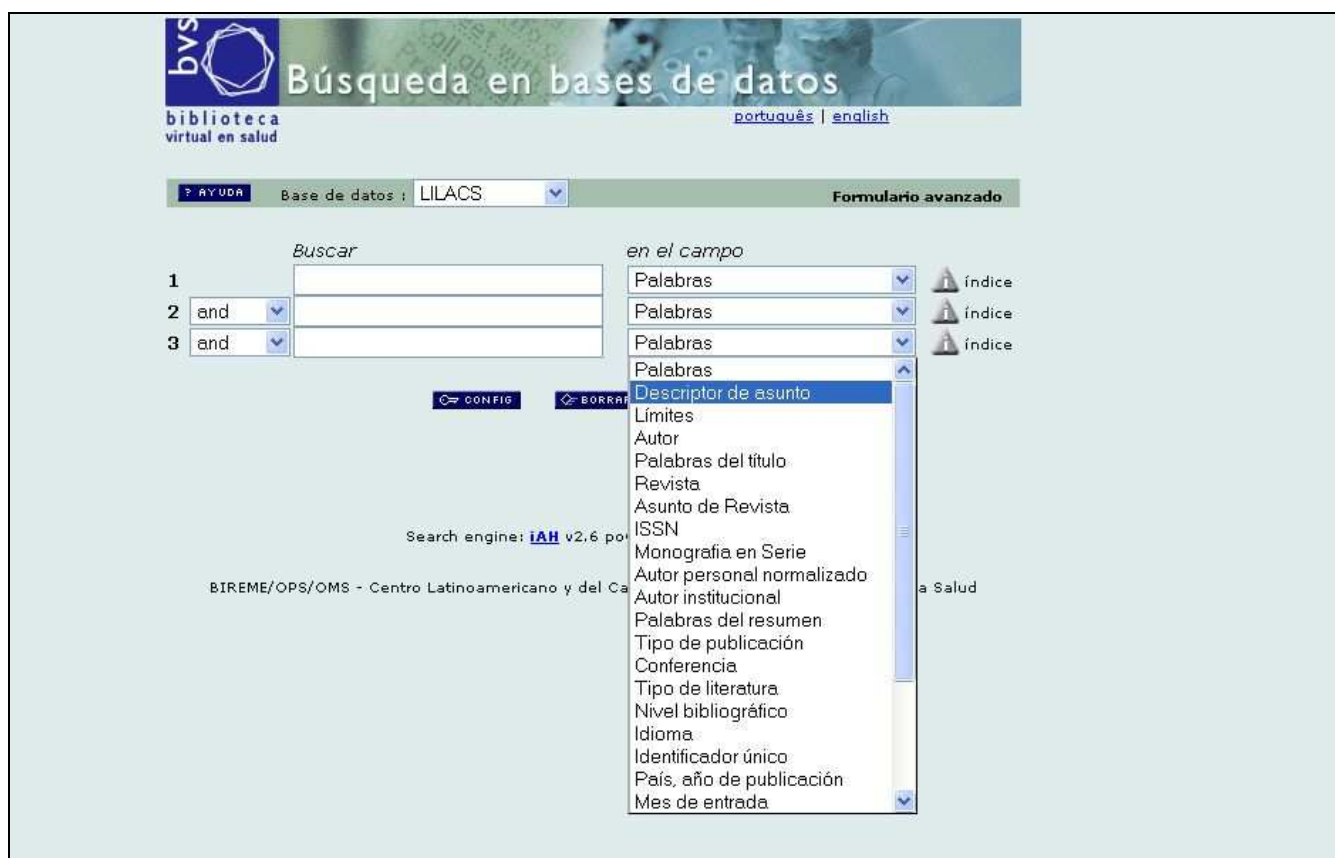 bvs
Búsqueda en bases de datos
biblioteca
virtual en salud
português | english
? AYUDA Base de datos : LILACS Formulario avanzado
Buscar en el campo
1 Palabras índice
2 and Palabras índice
3 and Palabras índice
Palabras
CONFIG BORRAR Descriptor de asunto
Límites
Autor
Palabras del título
Revista
Asunto de Revista
Search engine: iAH v2.6 ISSN
Monografia en Serie
Autor personal normalizado
BIREME/OPS/OMS - Centro Latinoamericano y del Autor institucional a Salud
Palabras del resumen
Tipo de publicación
Conferencia
Tipo de literatura
Nivel bibliográfico
Idioma
Identificador único
País, año de publicación
Mes de entrada